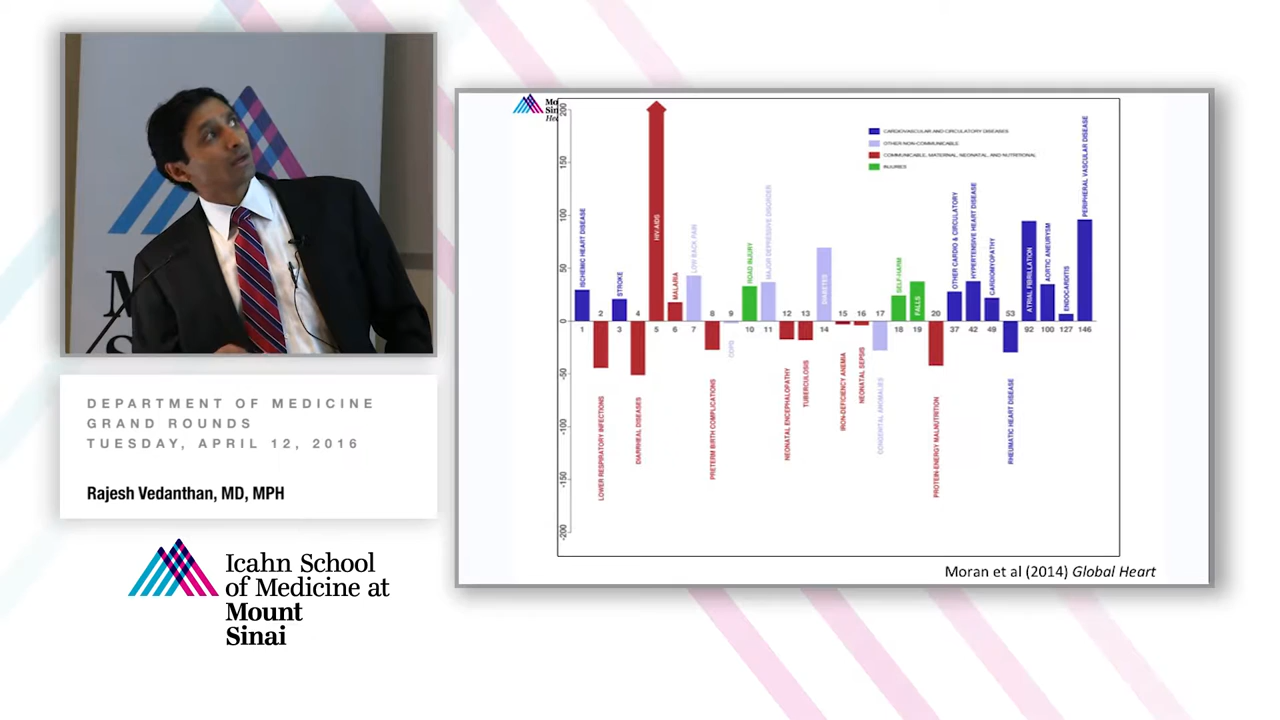 DEPARTMENT OF MEDICINE
GRAND ROUNDS
TUESDAY, APRIL 12, 2016
Rajesh Vedanthan, MD, MPH
Icahn School
of Medicine at
Mount
Sinai
200
150
100
50
0
-50
-100
-150
-200
CARDIOVASCULAR AND CIRCULATORY DISEASES
OTHER NON-COMMUNICABLE
COMMUNICABLE, MATERNAL, NEONATAL, AND NUTRITIONAL
INJURIES
ISCHEMIC HEART DISEASE
1
2
LOWER RESPIRATORY INFECTIONS
STROKE
3
4
DIARRHEAL DISEASES
HIV/AIDS
5
MALARIA
6
LOW BACK PAIN
7
8
PRETERM BIRTH COMPLICATIONS
9
COPD
ROAD INJURY
10
MAJOR DEPRESSIVE DISORDER
11
12
NEONATAL ENCEPHALOPATHY
13
TUBERCULOSIS
DIABETES
14
15
IRON-DEFICIENCY ANEMIA
16
NEONATAL SEPSIS
17
CONGENITAL ANOMALIES
SELF-HARM
18
FALLS
19
20
PROTEIN-ENERGY MALNUTRITION
OTHER CARDIO & CIRCULATORY
37
HYPERTENSIVE HEART DISEASE
42
CARDIOMYOPATHY
49
53
RHEUMATIC HEART DISEASE
ATRIAL FIBRILLATION
92
AORTIC ANEURYSM
100
ENDOCARDITIS
127
PERIPHERAL VASCULAR DISEASE
146
Moran et al (2014) Global Heart